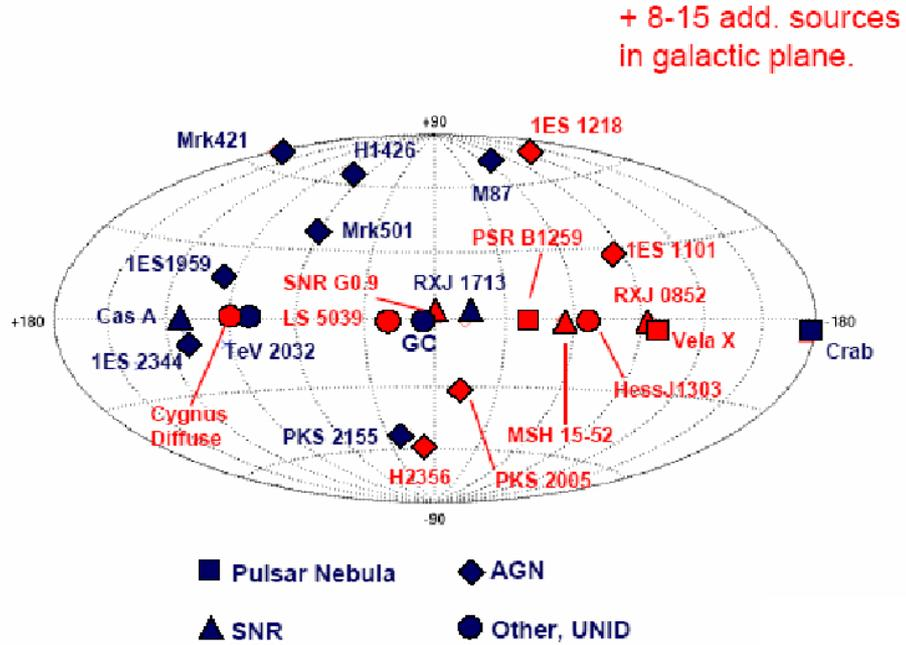 + 8-15 add. sources
in galactic plane.
+90
1ES 1218
Mrk421
H1426
M87
Mrk501
PSR B1259
1ES 1101
1ES1959
SNR G0.9
RXJ 1713
RXJ 0852
+180
Cas A
LS 5039
GC
-180
Vela X
Crab
1ES 2344
TeV 2032
HessJ1303
Cygnus
Diffuse
PKS 2155
MSH 15-52
H2356
PKS 2005
-90
Pulsar Nebula
AGN
SNR
Other, UNID